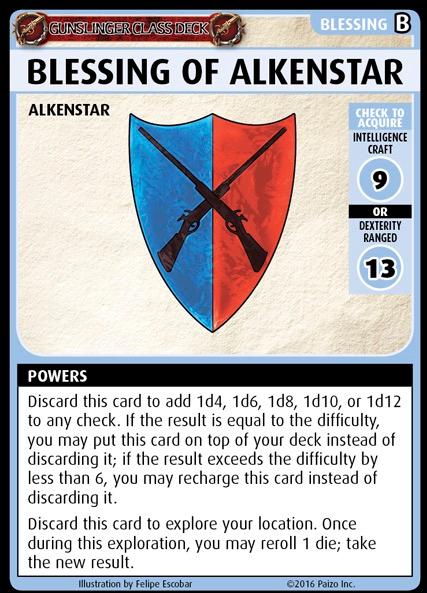 GUNSLINGER CLASS DECK
BLESSING B
BLESSING OF ALKENSTAR
ALKENSTAR
CHECK TO
ACQUIRE
INTELLIGENCE
CRAFT
9
OR
DEXTERITY
RANGED
13
POWERS
Discard this card to add 1d4, 1d6, 1d8, 1d10, or 1d12
to any check. If the result is equal to the difficulty,
you may put this card on top of your deck instead of
discarding it; if the result exceeds the difficulty by
less than 6, you may recharge this card instead of
discarding it.
Discard this card to explore your location. Once
during this exploration, you may reroll 1 die; take
the new result.
Illustration by Felipe Escobar
©2016 Paizo Inc.